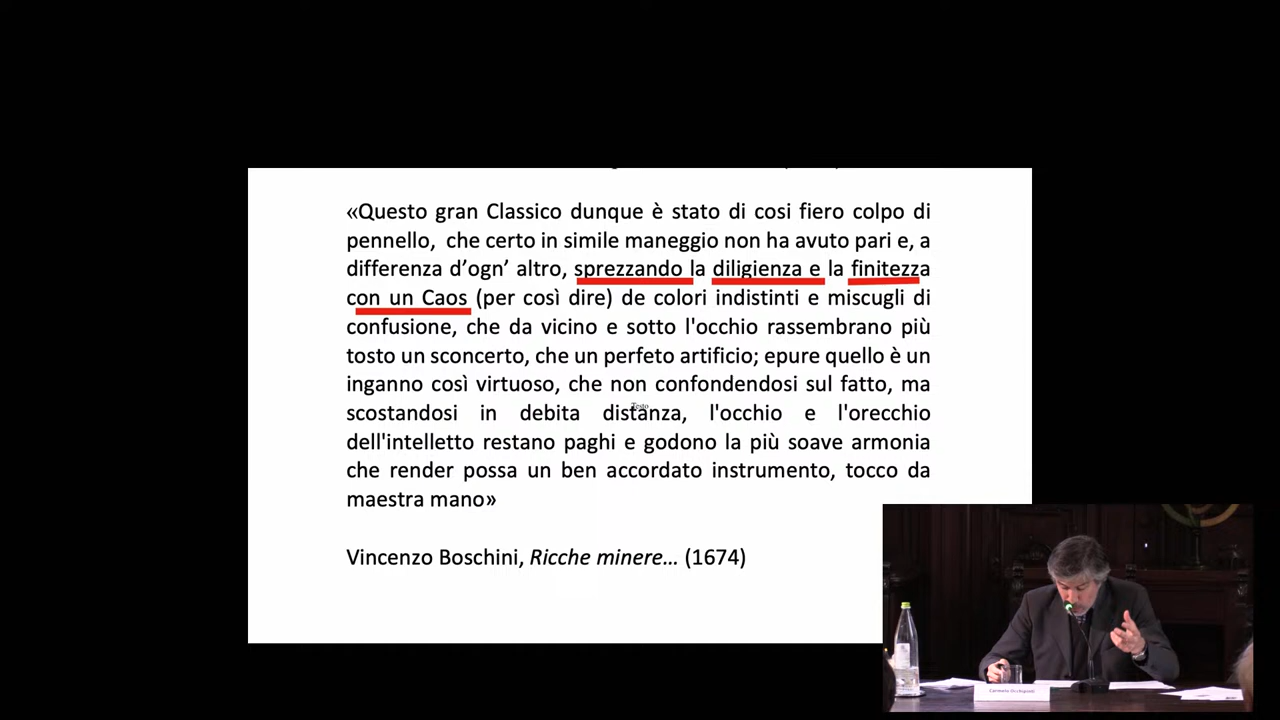 «Questo gran Classico dunque è stato di cosi fiero colpo di
pennello, che certo in simile maneggio non ha avuto pari e, a
differenza d’ogn’ altro, sprezzando la diligienza e la finitezza
con un Caos (per così dire) de colori indistinti e miscugli di
confusione, che da vicino e sotto l'occhio rassembrano più
tosto un sconcerto, che un perfeto artificio; epure quello è un
inganno così virtuoso, che non confondendosi sul fatto, ma
scostandosi in debita distanza, l'occhio e l'orecchio
dell'intelletto restano paghi e godono la più soave armonia
che render possa un ben accordato instrumento, tocco da
maestra mano»
Vincenzo Boschini, Ricche minere... (1674)
Testo
Carmelo Occhipinti